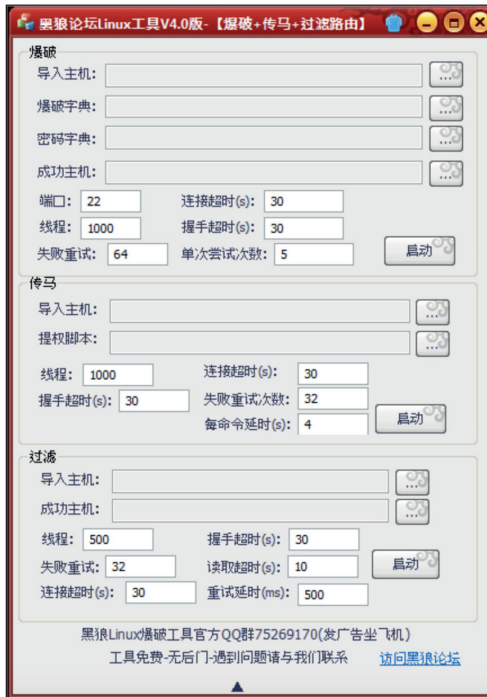 黑狼论坛Linux工具V4.0版-【爆破+传马+过滤路由】
爆破
导入主机： ...
爆破字典： ...
密码字典： ...
成功主机： ...
端口： 22 连接超时(s): 30
线程： 1000 握手超时(s): 30
失败重试： 64 单次尝试次数： 5 启动
传马
导入主机： ...
提权脚本： ...
线程： 1000 连接超时(s): 30
握手超时(s): 30 失败重试次数： 32
每命令延时(s): 4 启动
过滤
导入主机： ...
成功主机： ...
线程： 500 握手超时(s): 30
失败重试： 32 读取超时(s): 10 启动
连接超时(s): 30 重试延时(ms): 500
黑狼Linux爆破工具官方QQ群75269170(发广告坐飞机)
工具免费-无后门-遇到问题请与我们联系 访问黑狼论坛